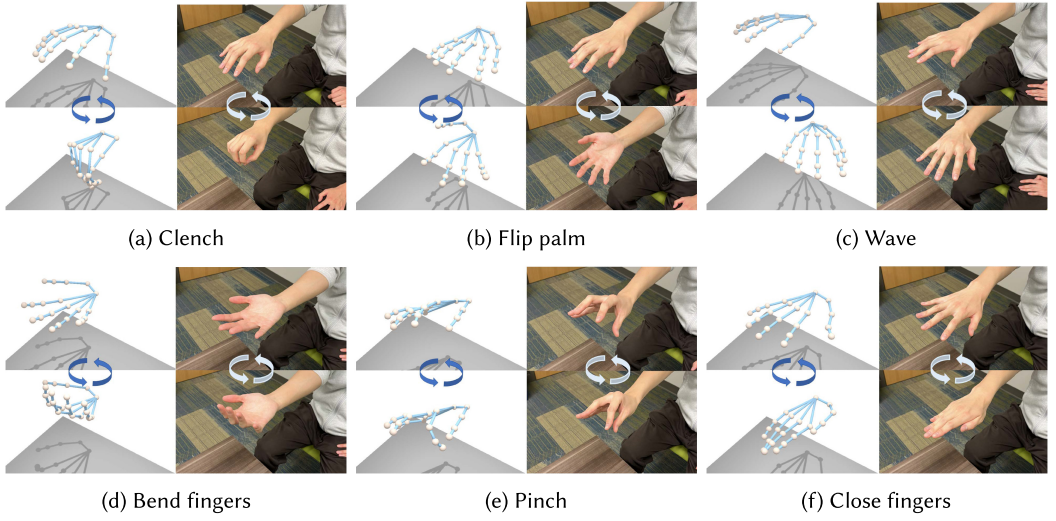 (a) Clench
(b) Flip palm
(c) Wave
(d) Bend fingers
(e) Pinch
(f) Close fingers